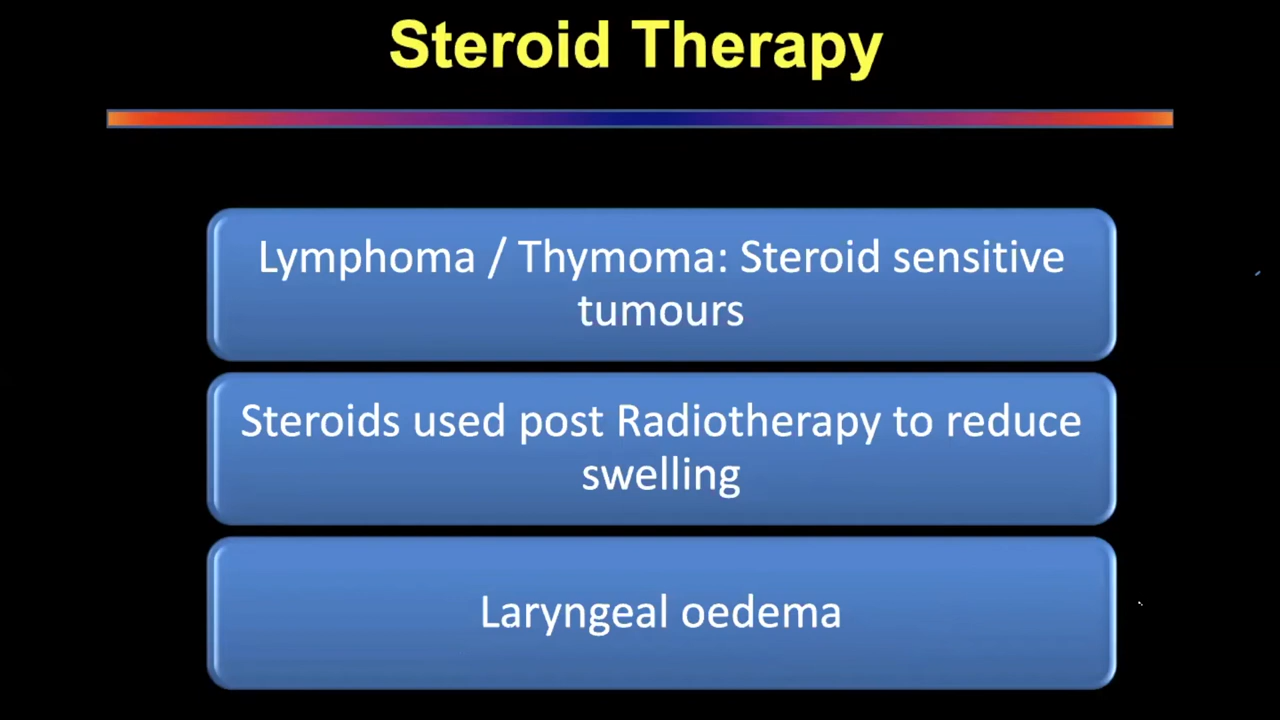 Steroid Therapy
Lymphoma / Thymoma: Steroid sensitive
tumours
Steroids used post Radiotherapy to reduce
swelling
Laryngeal oedema